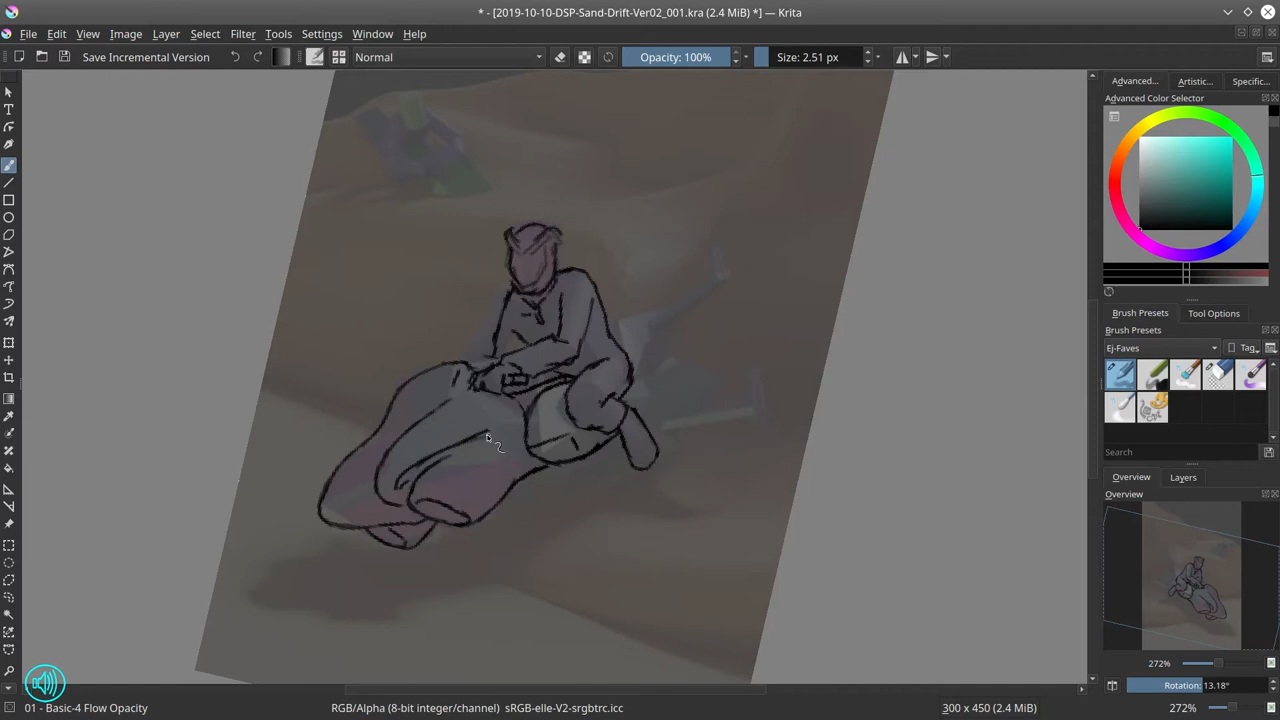 * - [2019-10-10-DSP-Sand-Drift-Ver02_001.kra (2.4 MiB) *] — Krita
File Edit View Image Layer Select Filter Tools Settings Window Help
Save Incremental Version Normal Opacity: 100% Size: 2.51 px
Advanced... Artistic... Specific...
Advanced Color Selector
Brush Presets Tool Options
Brush Presets
Ej-Faves Tag
Search
Overview Layers
Overview
272%
Rotation: 13.18°
01 - Basic-4 Flow Opacity RGB/Alpha (8-bit integer/channel) sRGB-elle-V2-srgbtrc.icc 300 x 450 (2.4 MiB) 272%